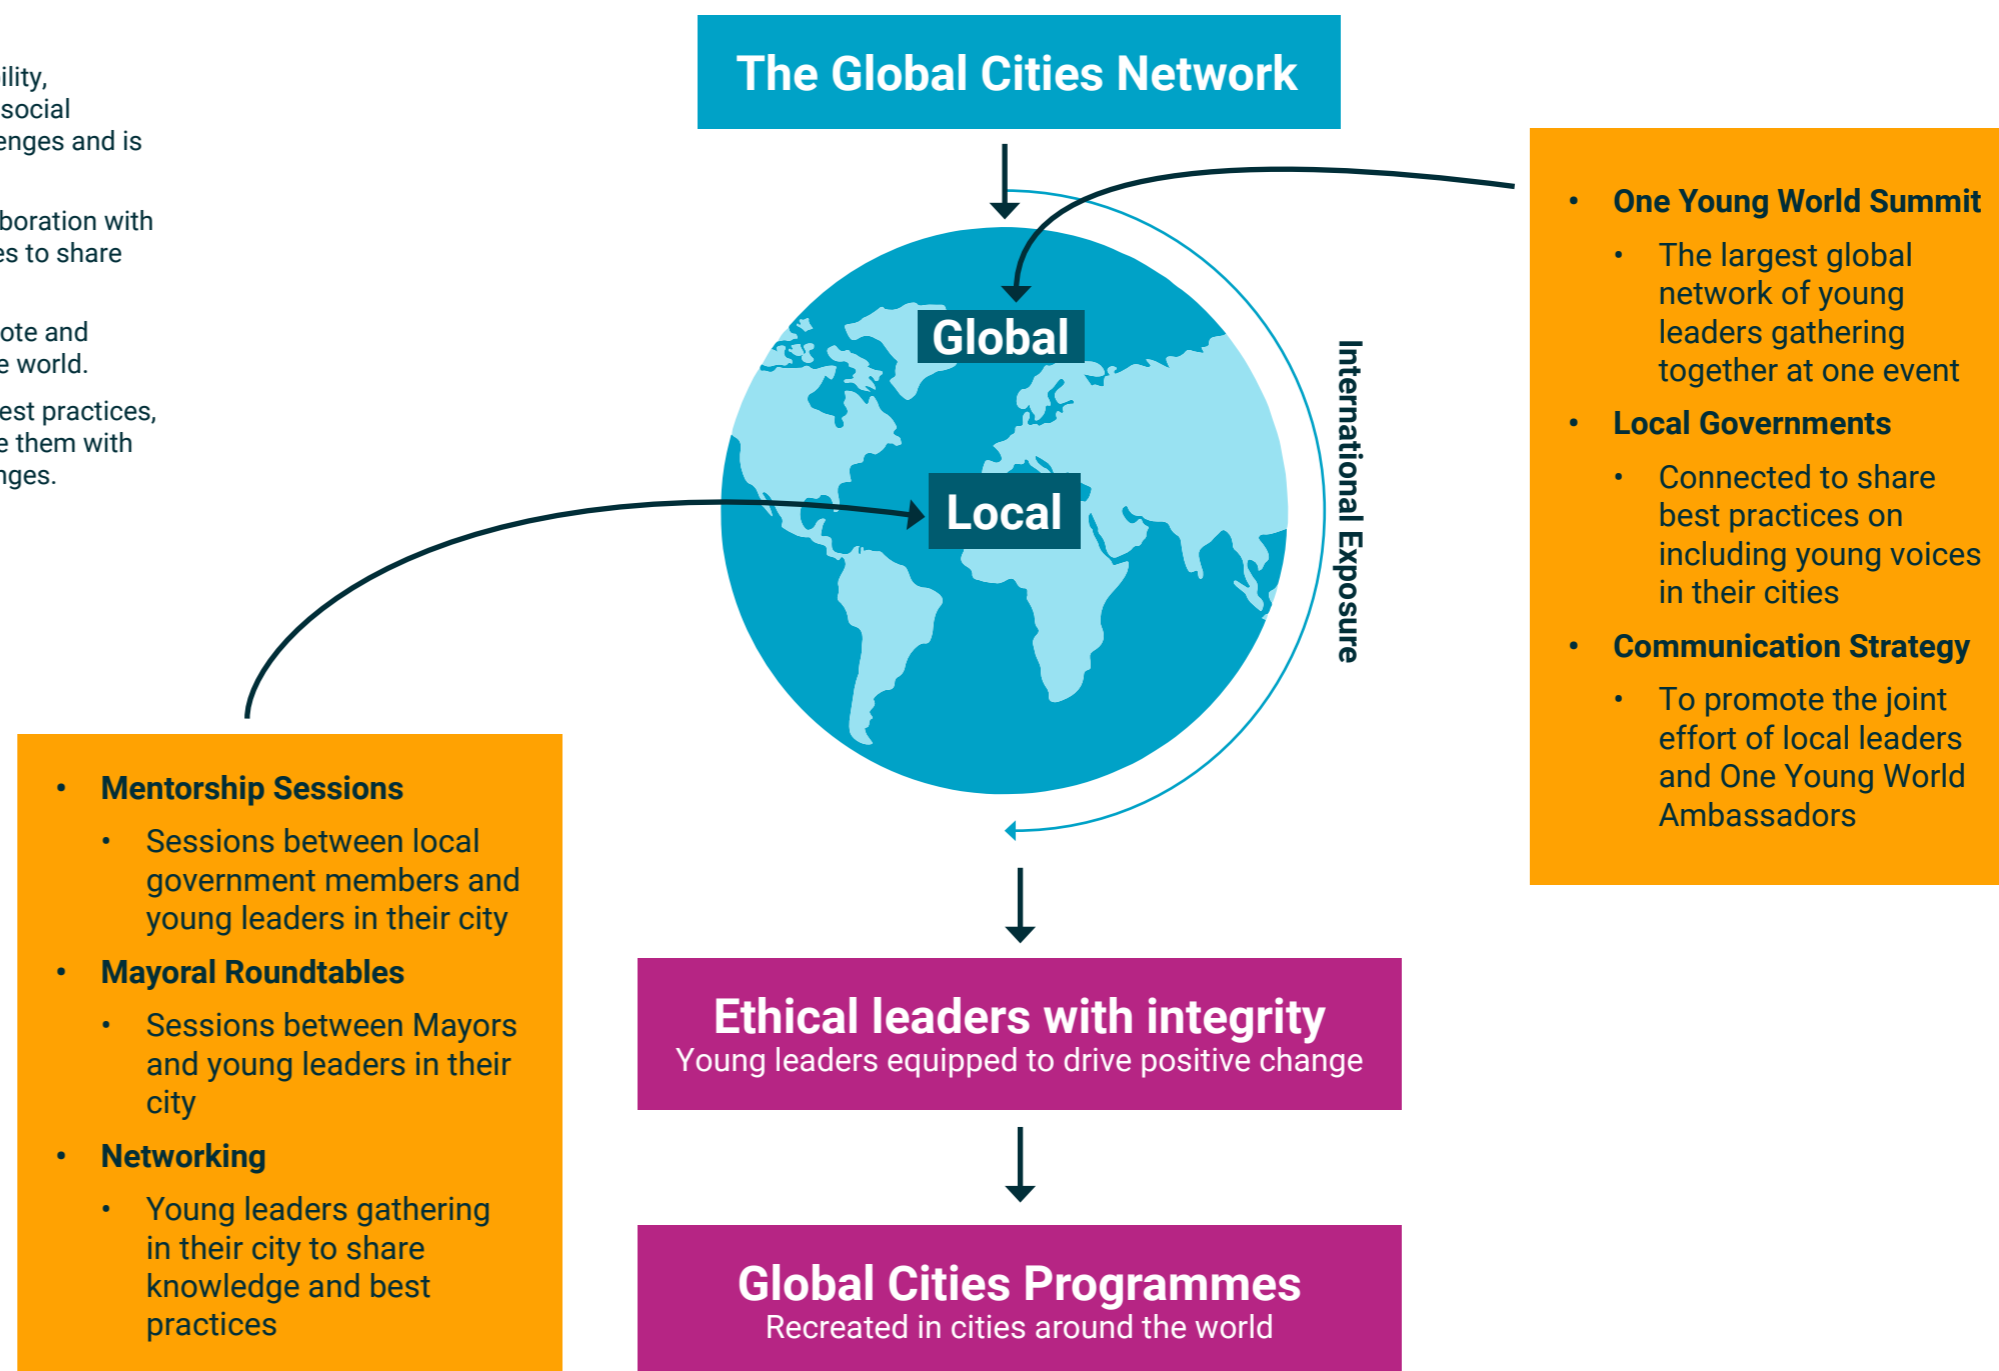 The Global Cities Network
social
enges and is
boration with
es to share
ote and
e world.
est practices,
e them with
nges.
Global
Local
International Exposure
• One Young World Summit
• The largest global
network of young
leaders gathering
together at one event
• Local Governments
• Connected to share
best practices on
including young voices
in their cities
• Communication Strategy
• To promote the joint
effort of local leaders
and One Young World
Ambassadors
• Mentorship Sessions
• Sessions between local
government members and
young leaders in their city
• Mayoral Roundtables
• Sessions between Mayors
and young leaders in their
city
• Networking
• Young leaders gathering
in their city to share
knowledge and best
practices
Ethical leaders with integrity
Young leaders equipped to drive positive change
Global Cities Programmes
Recreated in cities around the world